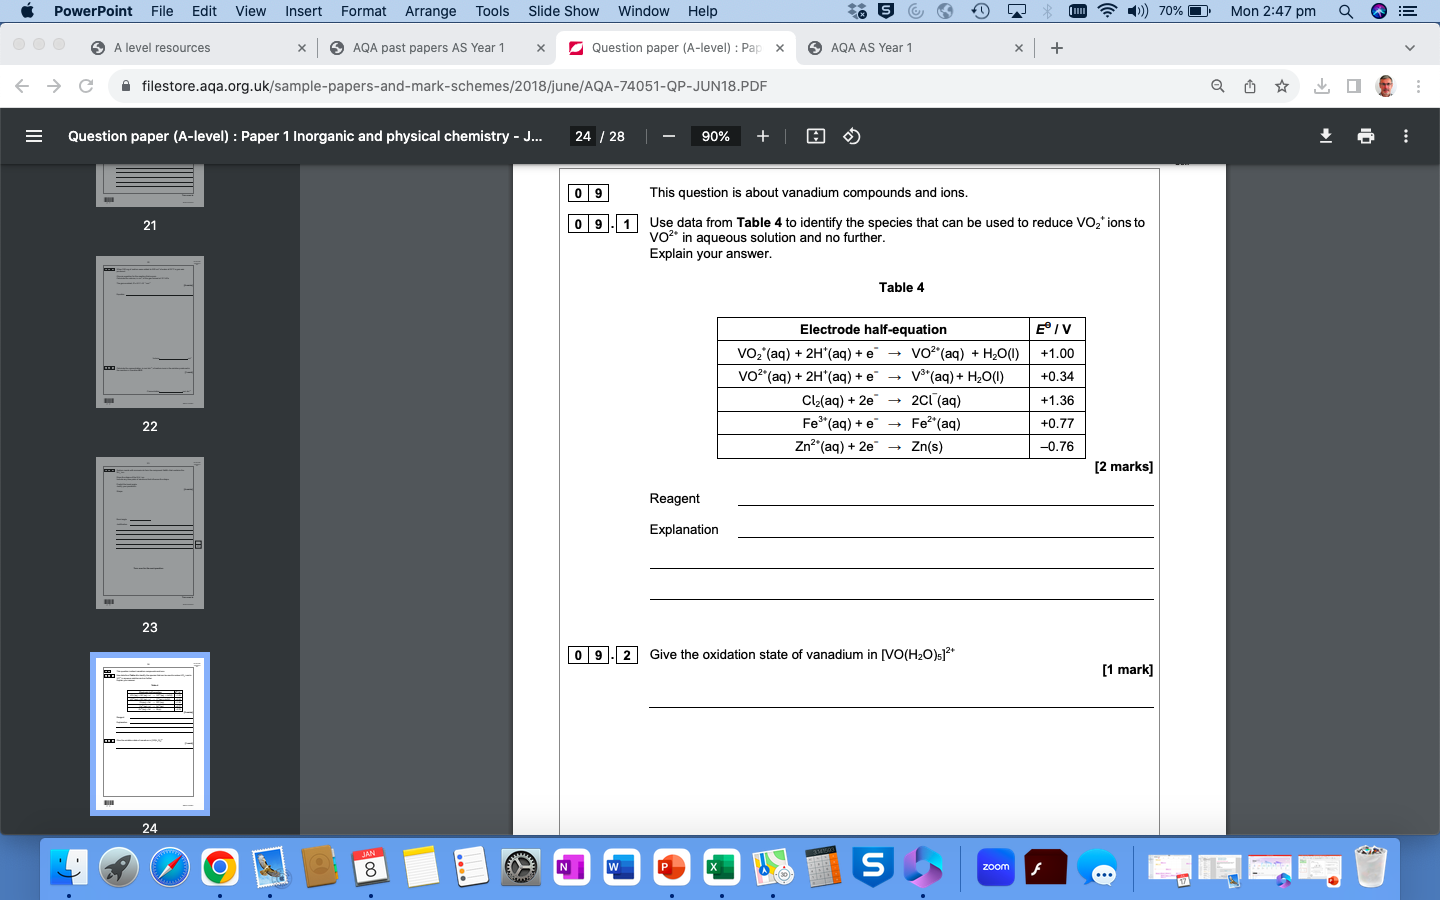 PowerPoint File Edit View Insert Format Arrange Tools Slide Show Window Help 70% Mon 2:47 pm
A level resources AQA past papers AS Year 1 Question paper (A-level) : Pap AQA AS Year 1
filestore.aqa.org.uk/sample-papers-and-mark-schemes/2018/june/AQA-74051-QP-JUN18.PDF
Question paper (A-level) : Paper 1 Inorganic and physical chemistry - J... 24 / 28 90%
21
22
23
24
0 9 This question is about vanadium compounds and ions.
0 9 . 1 Use data from Table 4 to identify the species that can be used to reduce VO₂⁺ ions to
VO²⁺ in aqueous solution and no further.
Explain your answer.
Table 4
Electrode half-equation E⦵ / V
VO₂⁺(aq) + 2H⁺(aq) + e⁻ → VO²⁺(aq) + H₂O(l) +1.00
VO²⁺(aq) + 2H⁺(aq) + e⁻ → V³⁺(aq) + H₂O(l) +0.34
Cl₂(aq) + 2e⁻ → 2Cl⁻(aq) +1.36
Fe³⁺(aq) + e⁻ → Fe²⁺(aq) +0.77
Zn²⁺(aq) + 2e⁻ → Zn(s) –0.76
[2 marks]
Reagent
Explanation
0 9 . 2 Give the oxidation state of vanadium in [VO(H₂O)₅]²⁺
[1 mark]
JAN
8
N W P X S zoom
17